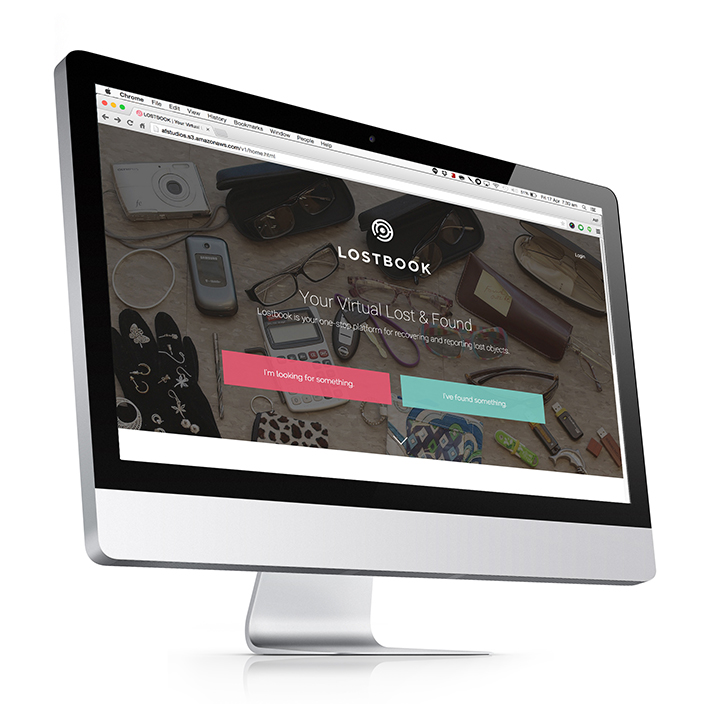 Chrome File Edit View History Bookmarks Window People Help
51% Fri 17 Apr 7:30 am
LOSTBOOK | Your Virtual
afstudios.s3.amazonaws.com/v1/home.html
Login
LOSTBOOK
Your Virtual Lost & Found
Lostbook is your one-stop platform for recovering and reporting lost objects.
I'm looking for something.
I've found something.